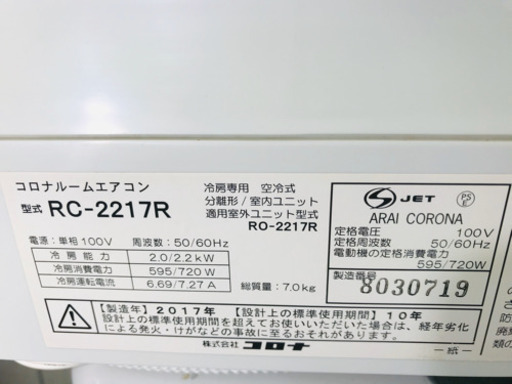 コロナルームエアコン
型式 RC-2217R
冷房専用 空冷式
分離形/室内ユニット
適用室外ユニット型式
RO-2217R
電源:単相100V 周波数:50/60Hz
冷房能力 2.0/2.2kW
冷房消費電力 595/720W
冷房運転電流 6.69/7.27A
総質量:7.0kg
JET
PS
E
ARAI CORONA
定格電圧 100V
定格周波数 50/60Hz
電動機の定格消費電力
595/720W
製造番号
8030719
【製造年】2017年 【設計上の標準使用期間】10年
設計上の標準使用期間を超えてお使いいただいた場合は、経年劣化
による発火・けがなどの事故に至るおそれがあります。
株式会社 コロナ
ー紙ー